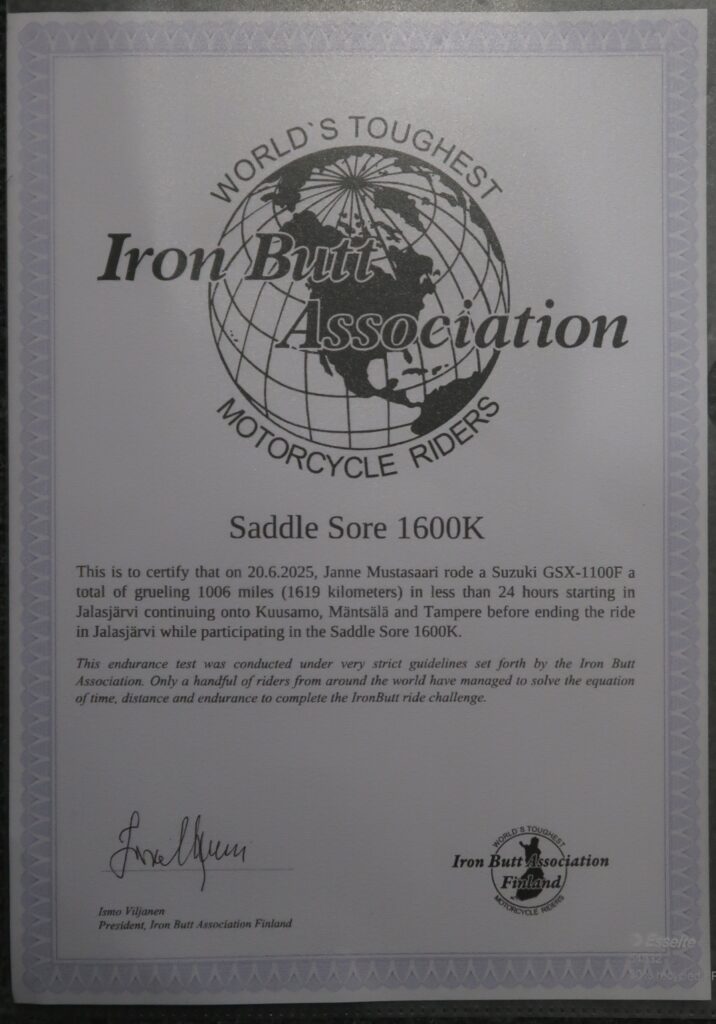 WORLD`S TOUGHEST
Iron Butt
Association
MOTORCYCLE RIDERS
Saddle Sore 1600K
This is to certify that on 20.6.2025, Janne Mustasaari rode a Suzuki GSX-1100F a
total of grueling 1006 miles (1619 kilometers) in less than 24 hours starting in
Jalasjärvi continuing onto Kuusamo, Mäntsälä and Tampere before ending the ride
in Jalasjärvi while participating in the Saddle Sore 1600K.
This endurance test was conducted under very strict guidelines set forth by the Iron Butt
Association. Only a handful of riders from around the world have managed to solve the equation
of time, distance and endurance to complete the IronButt ride challenge.
WORLD`S TOUGHEST
Iron Butt Association
Finland
MOTORCYCLE RIDERS
Ismo Viljanen
President, Iron Butt Association Finland
Esselte